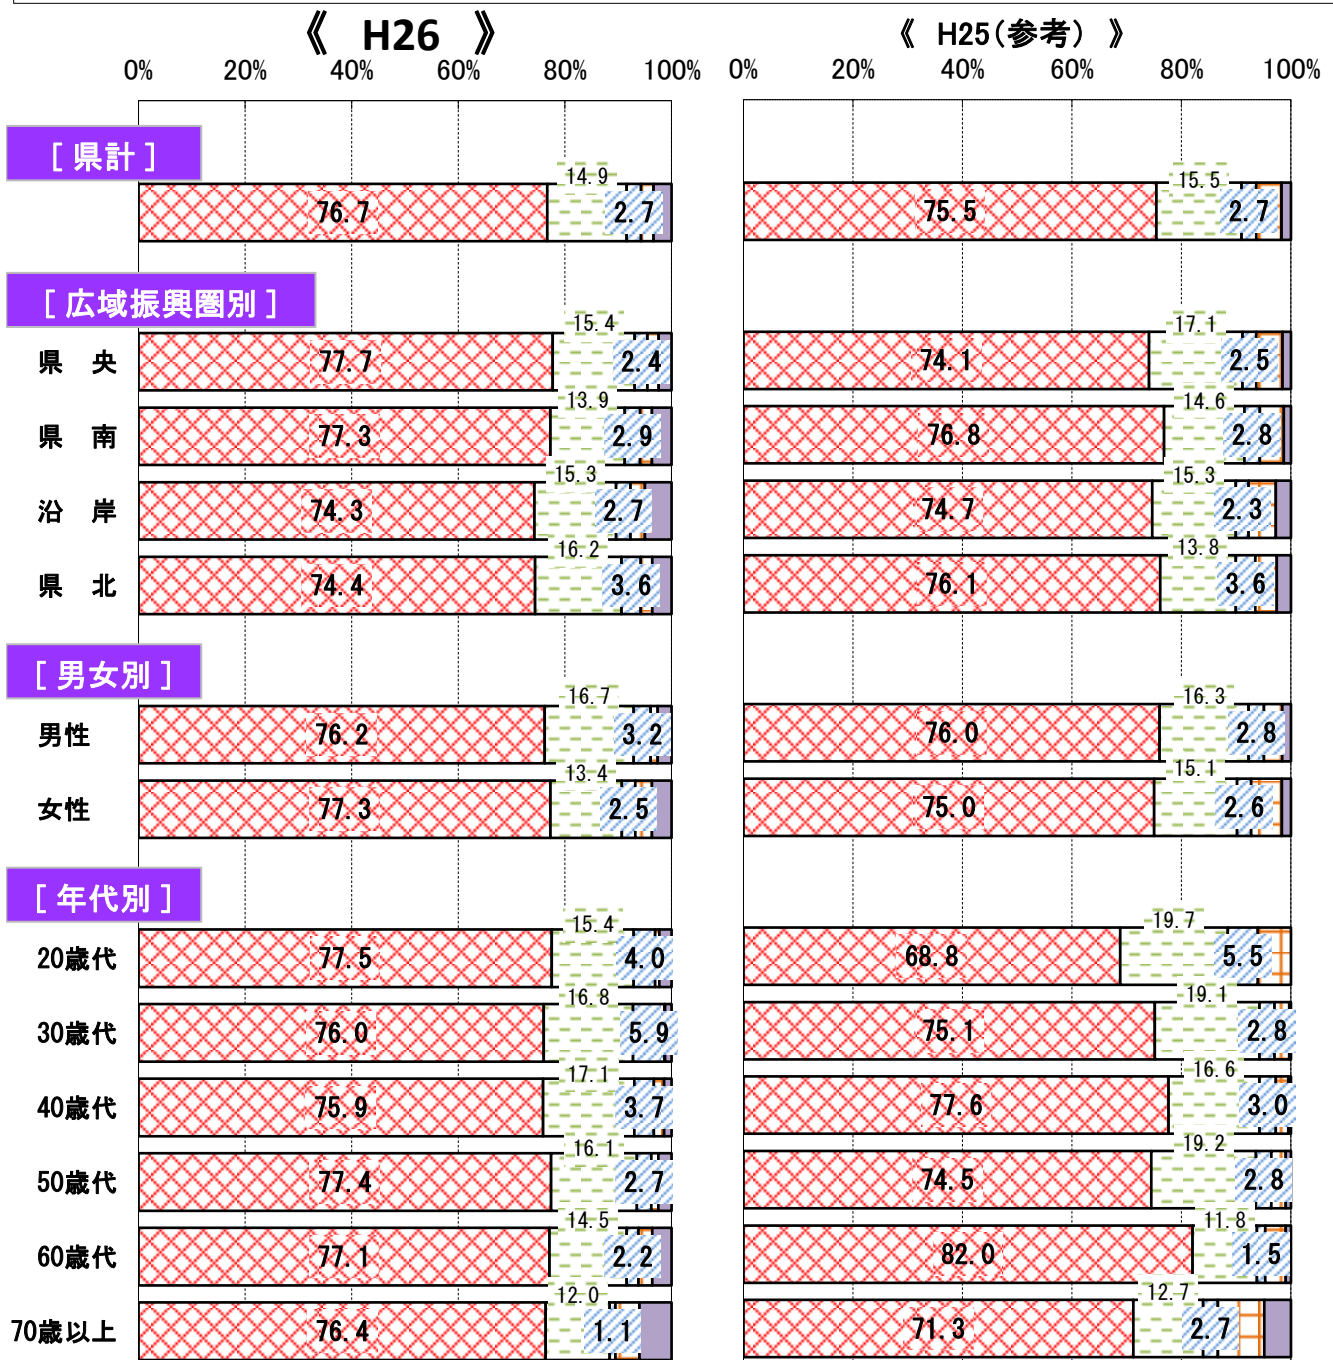 《 H26 》 《 H25(参考) 》
0% 20% 40% 60% 80% 100% 0% 20% 40% 60% 80% 100%
[ 県計 ]
14.9 15.5
76.7 2.7 75.5 2.7
[ 広域振興圏別 ]
15.4 17.1
県 央 77.7 2.4 74.1 2.5
13.9 14.6
県 南 77.3 2.9 76.8 2.8
15.3 15.3
沿 岸 74.3 2.7 74.7 2.3
16.2 13.8
県 北 74.4 3.6 76.1 3.6
[ 男女別 ]
16.7 16.3
男性 76.2 3.2 76.0 2.8
13.4 15.1
女性 77.3 2.5 75.0 2.6
[ 年代別 ]
15.4 19.7
20歳代 77.5 4.0 68.8 5.5
16.8 19.1
30歳代 76.0 5.9 75.1 2.8
17.1 16.6
40歳代 75.9 3.7 77.6 3.0
16.1 19.2
50歳代 77.4 2.7 74.5 2.8
14.5 11.8
60歳代 77.1 2.2 82.0 1.5
12.0 12.7
70歳以上 76.4 1.1 71.3 2.7